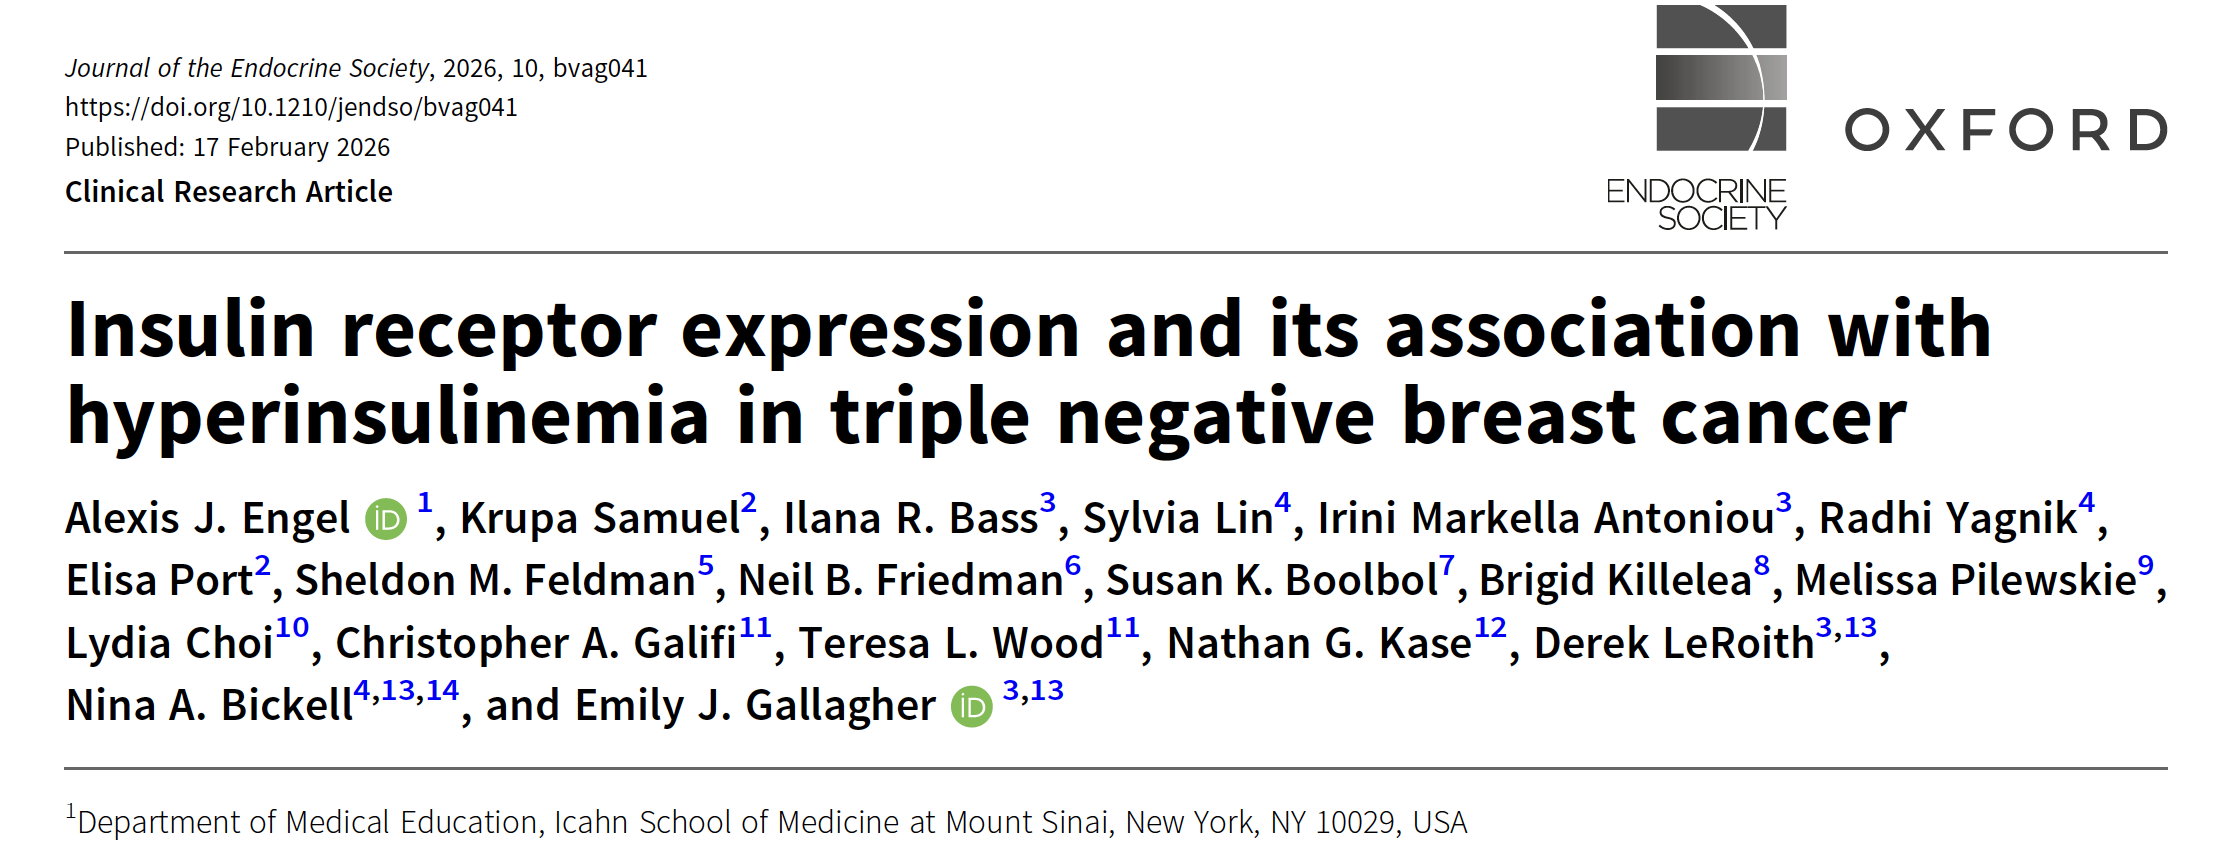 Journal of the Endocrine Society, 2026, 10, bvag041
https://doi.org/10.1210/jendso/bvag041
Published: 17 February 2026
Clinical Research Article
ENDOCRINE
SOCIETY
OXFORD
Insulin receptor expression and its association with
hyperinsulinemia in triple negative breast cancer
Alexis J. Engel iD 1, Krupa Samuel2, Ilana R. Bass3, Sylvia Lin4, Irini Markella Antoniou3, Radhi Yagnik4,
Elisa Port2, Sheldon M. Feldman5, Neil B. Friedman6, Susan K. Boolbol7, Brigid Killelea8, Melissa Pilewskie9,
Lydia Choi10, Christopher A. Galifi11, Teresa L. Wood11, Nathan G. Kase12, Derek LeRoith3,13,
Nina A. Bickell4,13,14, and Emily J. Gallagher iD 3,13
1Department of Medical Education, Icahn School of Medicine at Mount Sinai, New York, NY 10029, USA